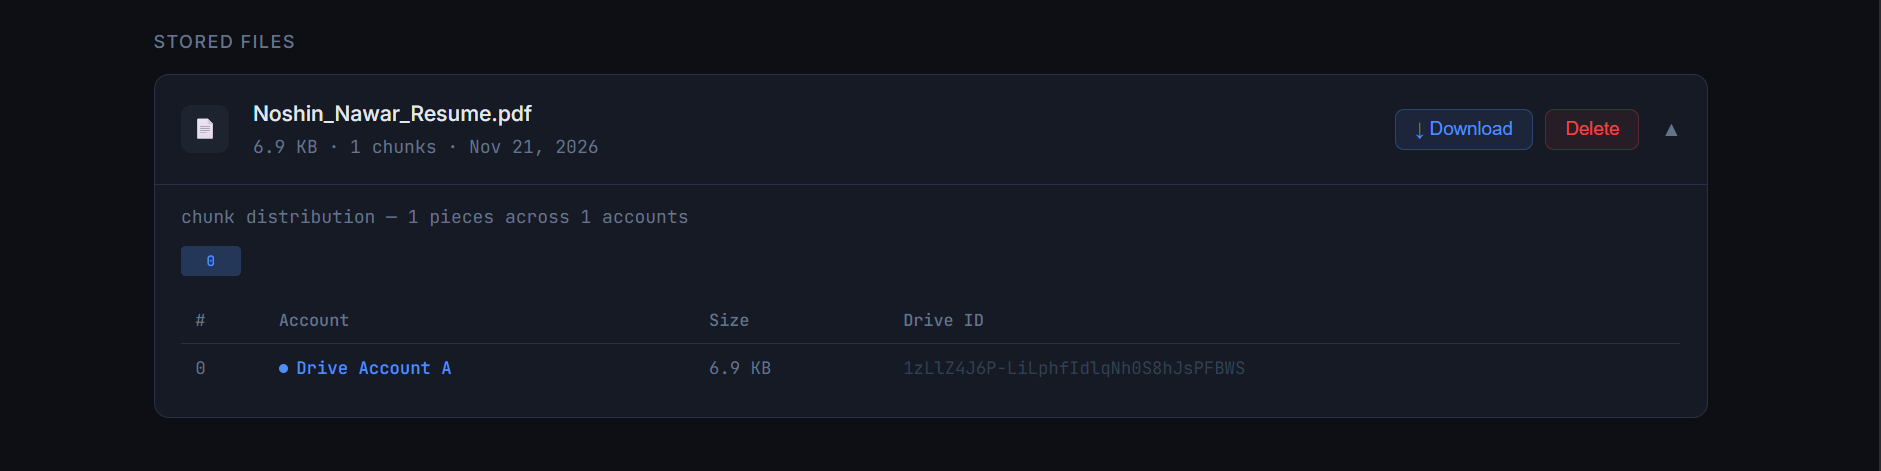 STORED FILES
Noshin_Nawar_Resume.pdf
6.9 KB · 1 chunks · Nov 21, 2026
↓ Download
Delete
▲
chunk distribution — 1 pieces across 1 accounts
0
# Account Size Drive ID
0 Drive Account A 6.9 KB 1zLlZ4J6P-LiLphfIdlqNh0S8hJsPFBWS